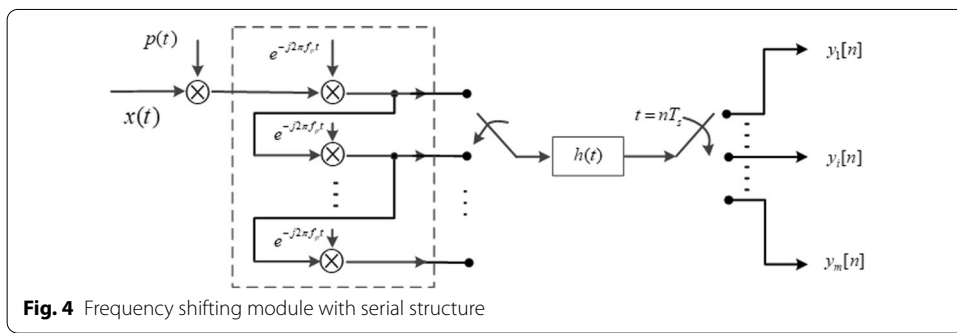 p(t)
e^{-j2πf_p t}
x(t)
e^{-j2πf_p t}
e^{-j2πf_p t}
h(t)
t = nT_s
y_1[n]
y_i[n]
y_m[n]
Fig. 4 Frequency shifting module with serial structure